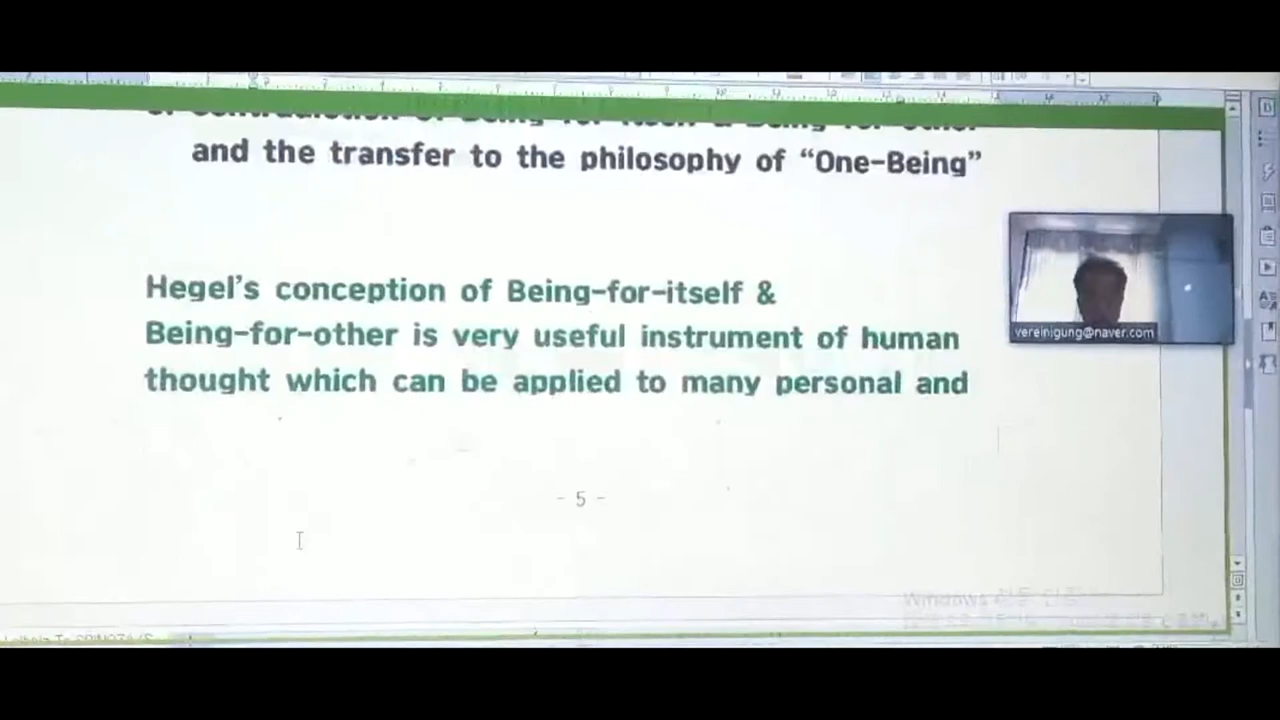 and the transfer to the philosophy of “One-Being”
Hegel’s conception of Being-for-itself &
Being-for-other is very useful instrument of human
thought which can be applied to many personal and
vereinigung@naver.com
- 5 -
Windows